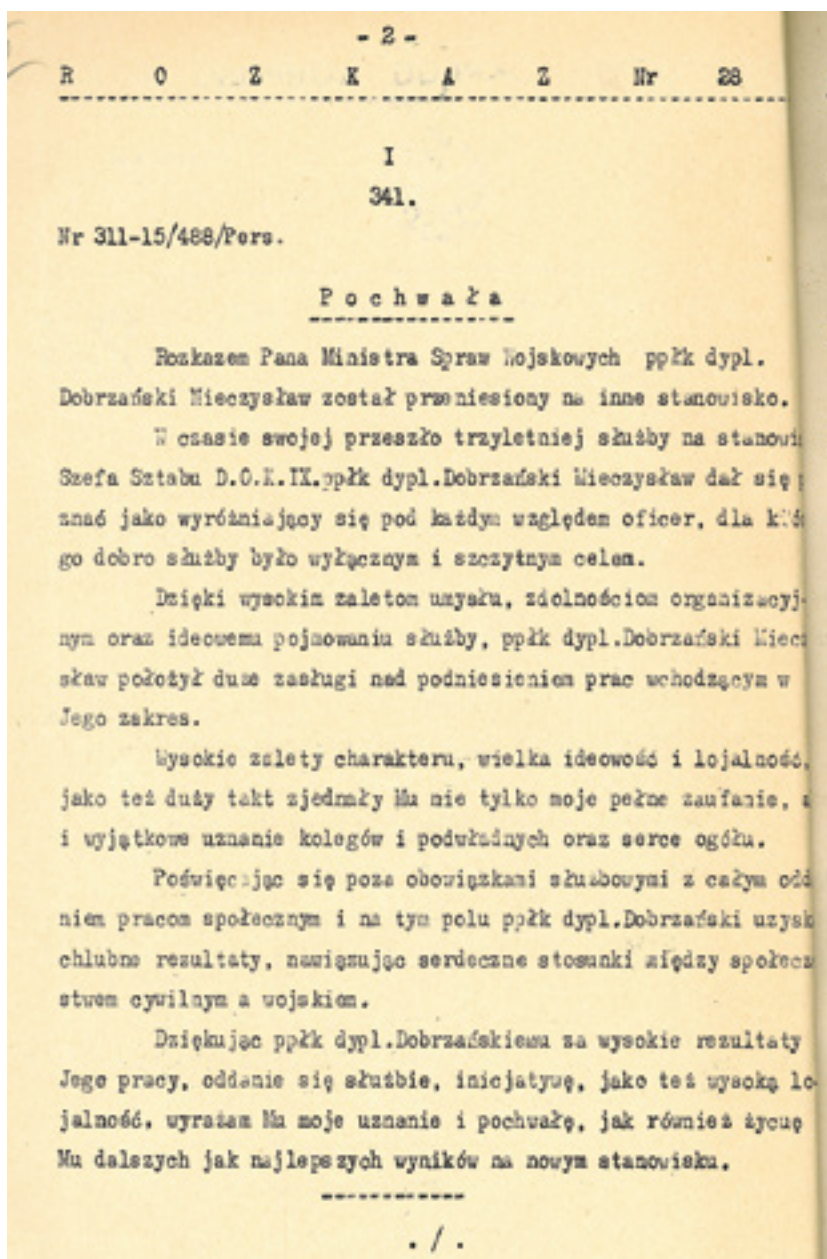 - 2 -
R O Z K A Z Nr 28
I
341.
Nr 311-15/488/Pers.
Pochwała
Rozkazem Pana Ministra Spraw Wojskowych ppłk dypl.
Dobrzański Mieczysław został przeniesiony na inne stanowisko.
W czasie swojej przeszło trzyletniej służby na stanowi
Szefa Sztabu D.O.K.IX.ppłk dypl.Dobrzański Mieczysław dał się p
znać jako wyróżniający się pod każdym względem oficer, dla któ
go dobro służby było wyłącznym i szczytnym celem.
Dzięki wysokim zaletom umysłu, zdolnościom organizacyj-
nym oraz ideowemu pojmowaniu służby, ppłk dypl.Dobrzański Miecz
sław położył duże zasługi nad podniesieniem prac wchodzącym w
Jego zakres.
Wysokie zalety charakteru, wielka ideowość i lojalność,
jako też duży takt zjednały Mu nie tylko moje pełne zaufanie, a
i wyjątkowe uznanie kolegów i podwładnych oraz serce ogółu.
Poświęcając się poza obowiązkami służbowymi z całym odd
niem pracom społecznym i na tym polu ppłk dypl.Dobrzański uzysk
chlubne rezultaty, nawiązując serdeczne stosunki między społecz
stwem cywilnym a wojskiem.
Dziękując ppłk dypl.Dobrzańskiemu za wysokie rezultaty
Jego pracy, oddanie się służbie, inicjatywę, jako też wysoką lo-
jalność, wyrażam Mu moje uznanie i pochwałę, jak również życuę
Mu dalszych jak najlepszych wyników na nowym stanowisku.
. / .